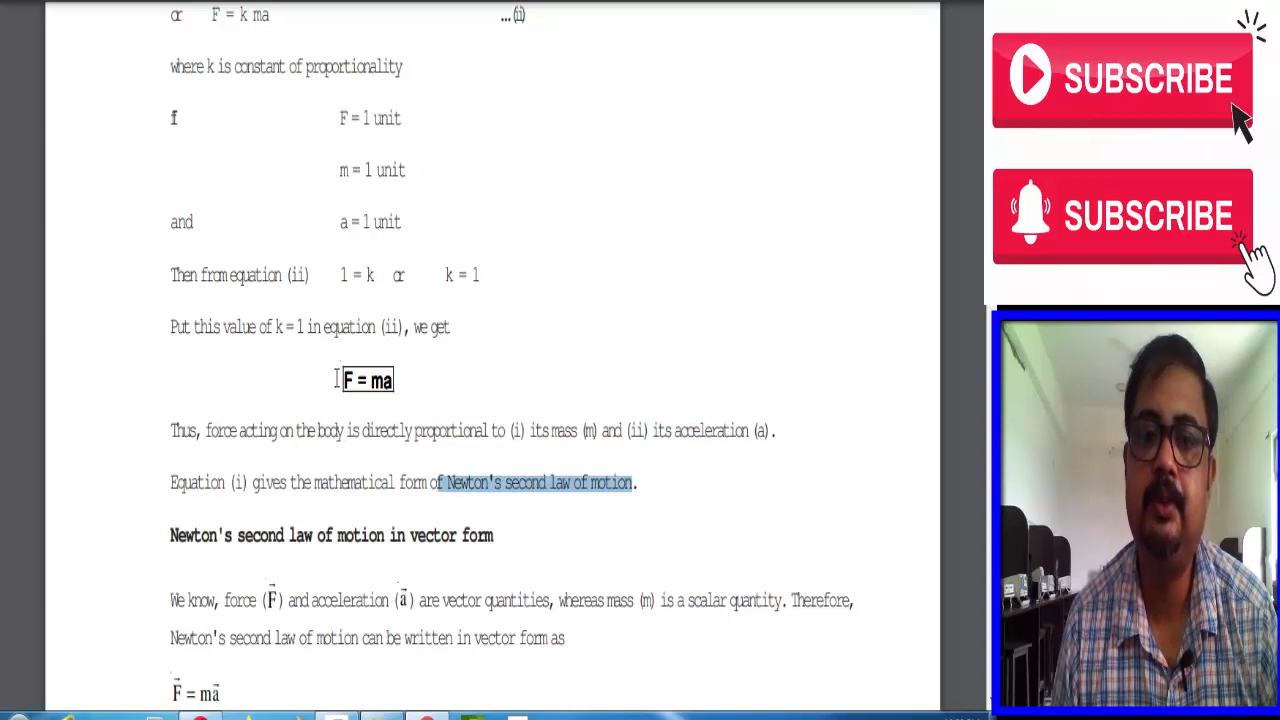 or F = k ma ...(ii)
where k is constant of proportionality
If F = 1 unit
m = 1 unit
and a = 1 unit
Then from equation (ii) 1 = k or k = 1
Put this value of k = 1 in equation (ii), we get
F = ma
Thus, force acting on the body is directly proportional to (i) its mass (m) and (ii) its acceleration (a).
Equation (i) gives the mathematical form of Newton's second law of motion.
Newton's second law of motion in vector form
We know, force (F⃗) and acceleration (a⃗) are vector quantities, whereas mass (m) is a scalar quantity. Therefore,
Newton's second law of motion can be written in vector form as
F⃗ = ma⃗
SUBSCRIBE
SUBSCRIBE